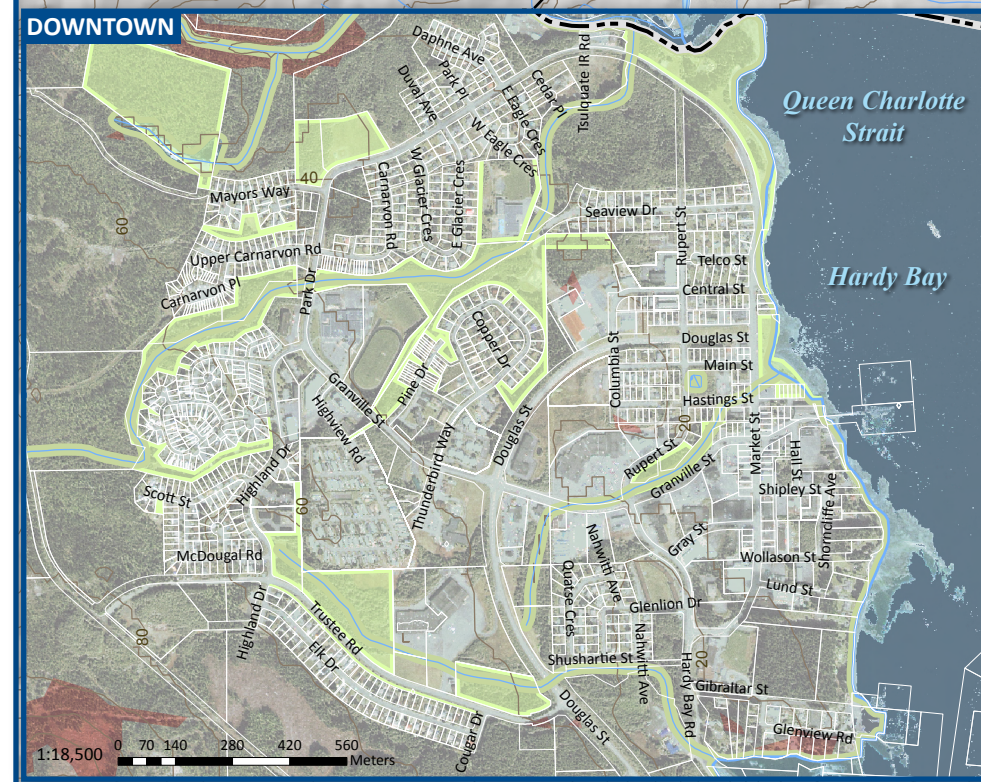 DOWNTOWN
Daphne Ave
Park Pl
Duval Ave
E Eagle Cres
Cedar Pl
W Eagle Cres
Tsulquate IR Rd
Queen Charlotte
Strait
Hardy Bay
40
Mayors Way
60
Upper Carnarvon Rd
Carnarvon Pl
Park Dr
Carnarvon Rd
W Glacier Cres
E Glacier Cres
Seaview Dr
Rupert St
Telco St
Central St
Douglas St
Main St
Hastings St
Columbia St
20
Copper Dr
Pine Dr
Granville St
Highview Rd
Thunderbird Way
Douglas St
Rupert St
Granville St
Market St
Hall St
Shipley St
Shorncliffe Ave
Highland Dr
Scott St
60
McDougal Rd
Gray St
Wollason St
Lund St
Nahwitti Ave
Quatse Cres
Glenlion Dr
Trustee Rd
Highland Dr
Elk Dr
80
Shushartie St
Nahwitti Ave
Hardy Bay Rd
20
Gibraltar St
Glenview Rd
Douglas St
Cougar Dr
1:18,500
0 70 140 280 420 560
Meters